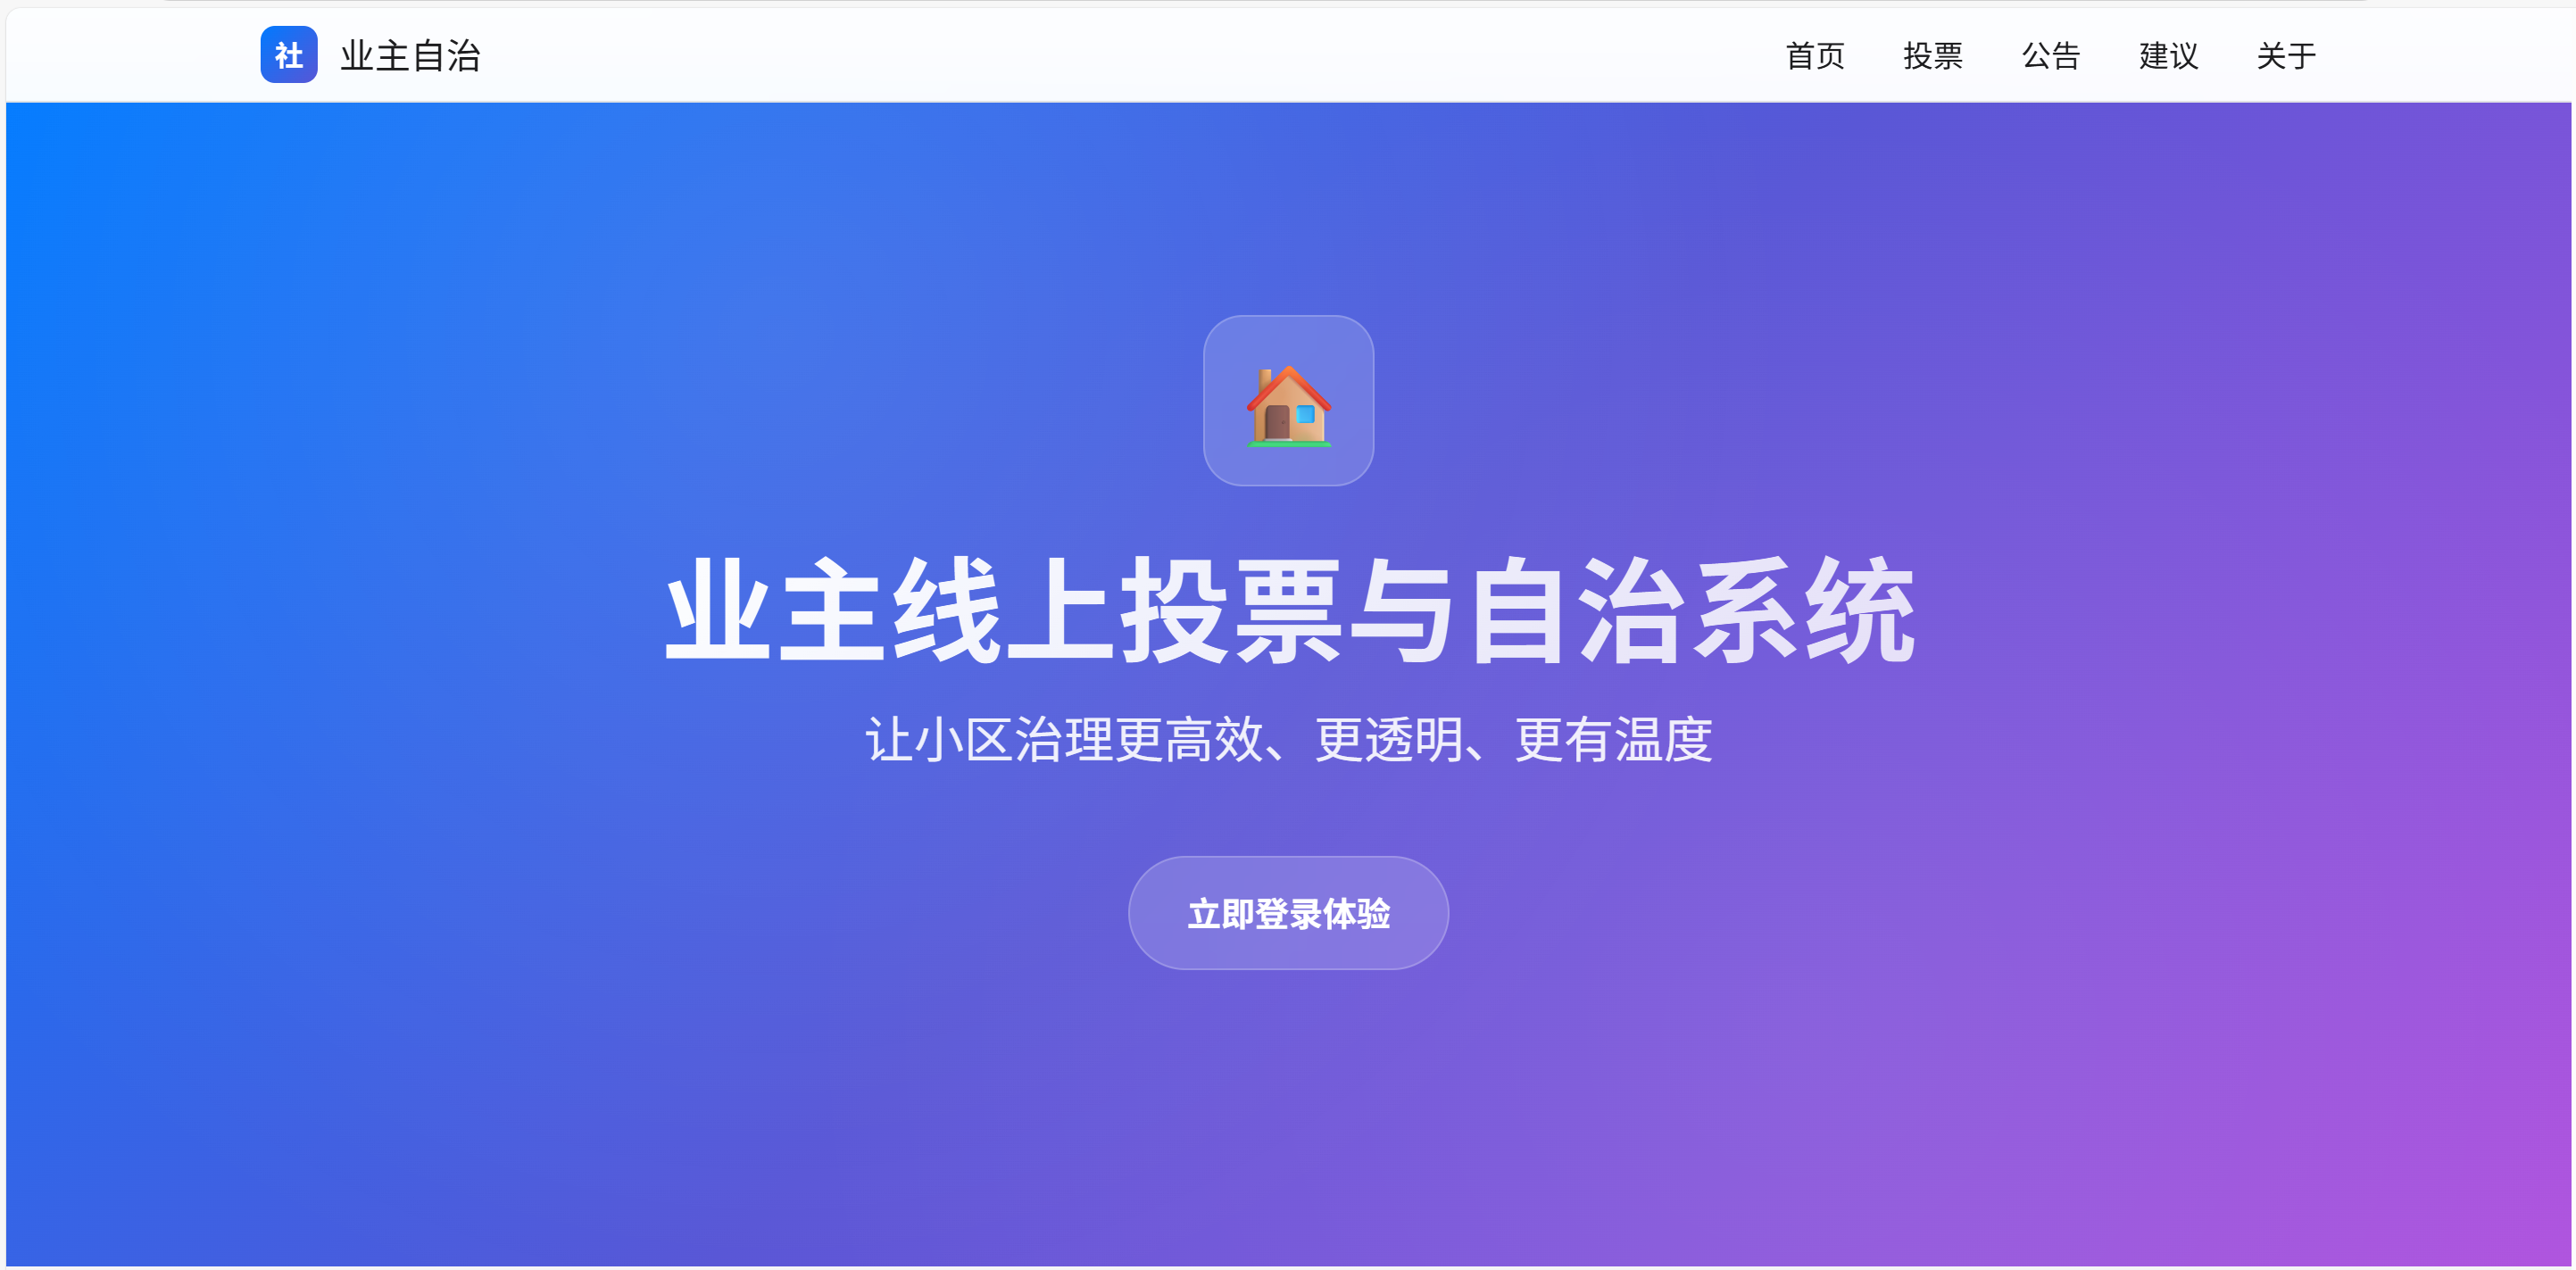 社 业主自治 首页 投票 公告 建议 关于
业主线上投票与自治系统
让小区治理更高效、更透明、更有温度
立即登录体验